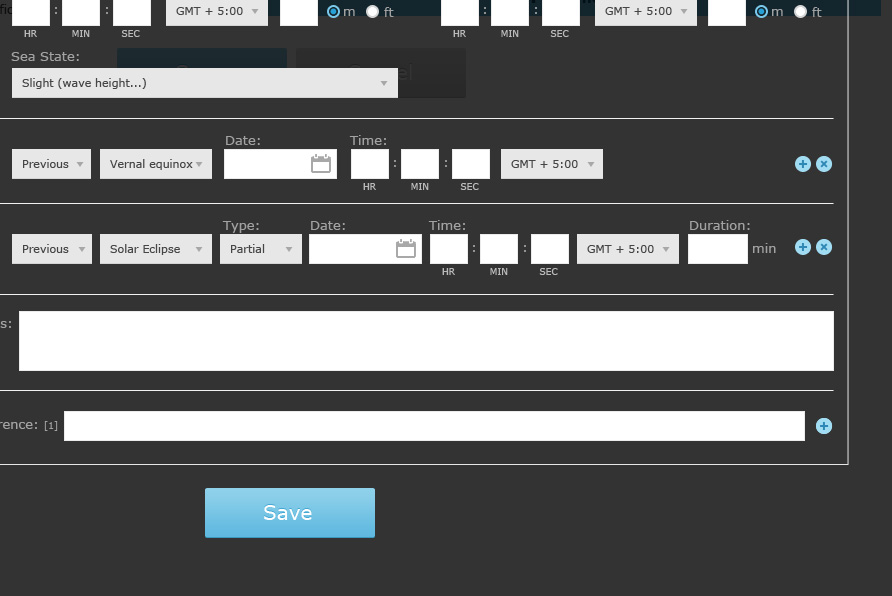 : : GMT + 5:00 m ft : : GMT + 5:00 m ft
HR MIN SEC HR MIN SEC
Sea State:
Slight (wave height...)
Date: Time:
Previous Vernal equinox : : GMT + 5:00
HR MIN SEC
Type: Date: Time: Duration:
Previous Solar Eclipse Partial : : GMT + 5:00 min
HR MIN SEC
s:
rence: [1]
Save